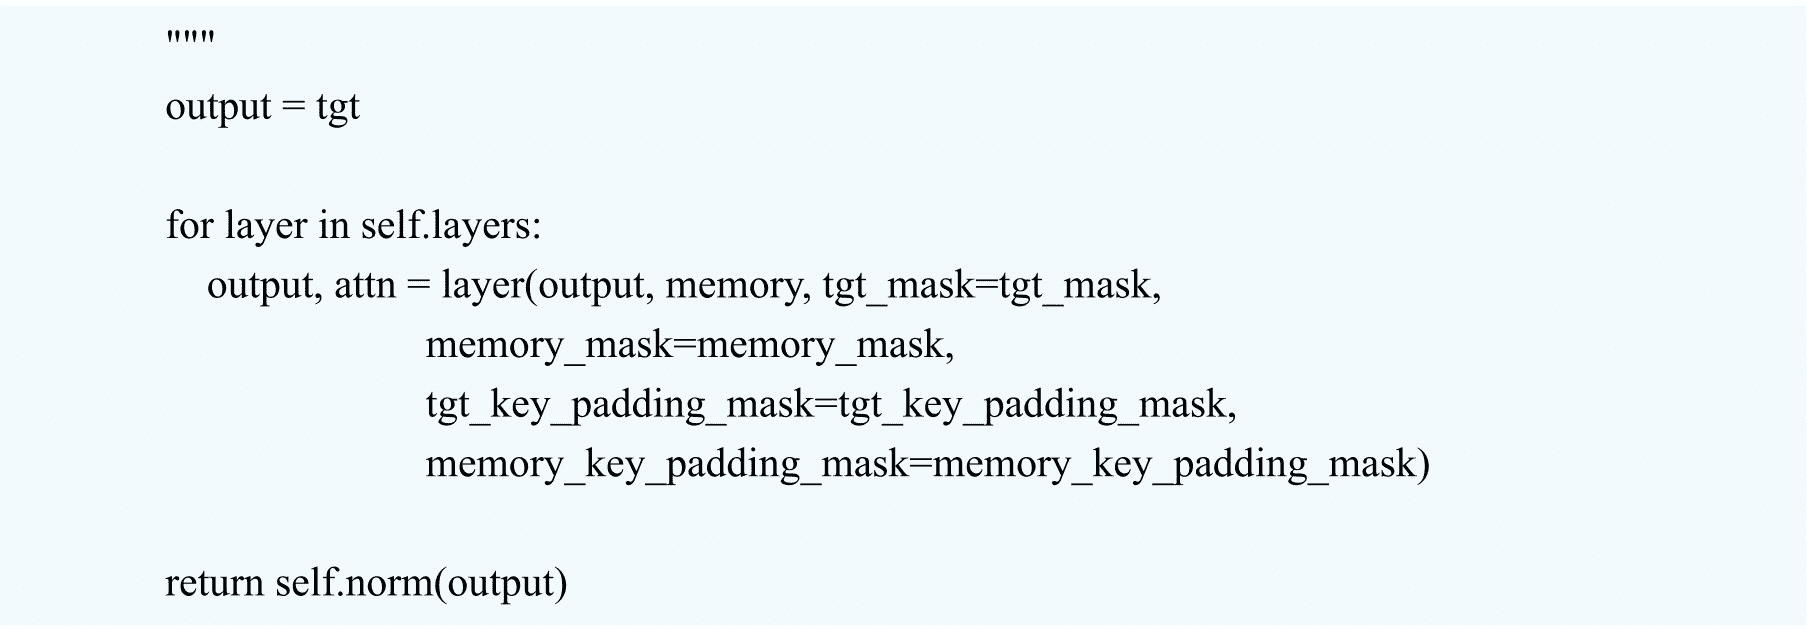 """
output = tgt
for layer in self.layers:
output, attn = layer(output, memory, tgt_mask=tgt_mask,
memory_mask=memory_mask,
tgt_key_padding_mask=tgt_key_padding_mask,
memory_key_padding_mask=memory_key_padding_mask)
return self.norm(output)